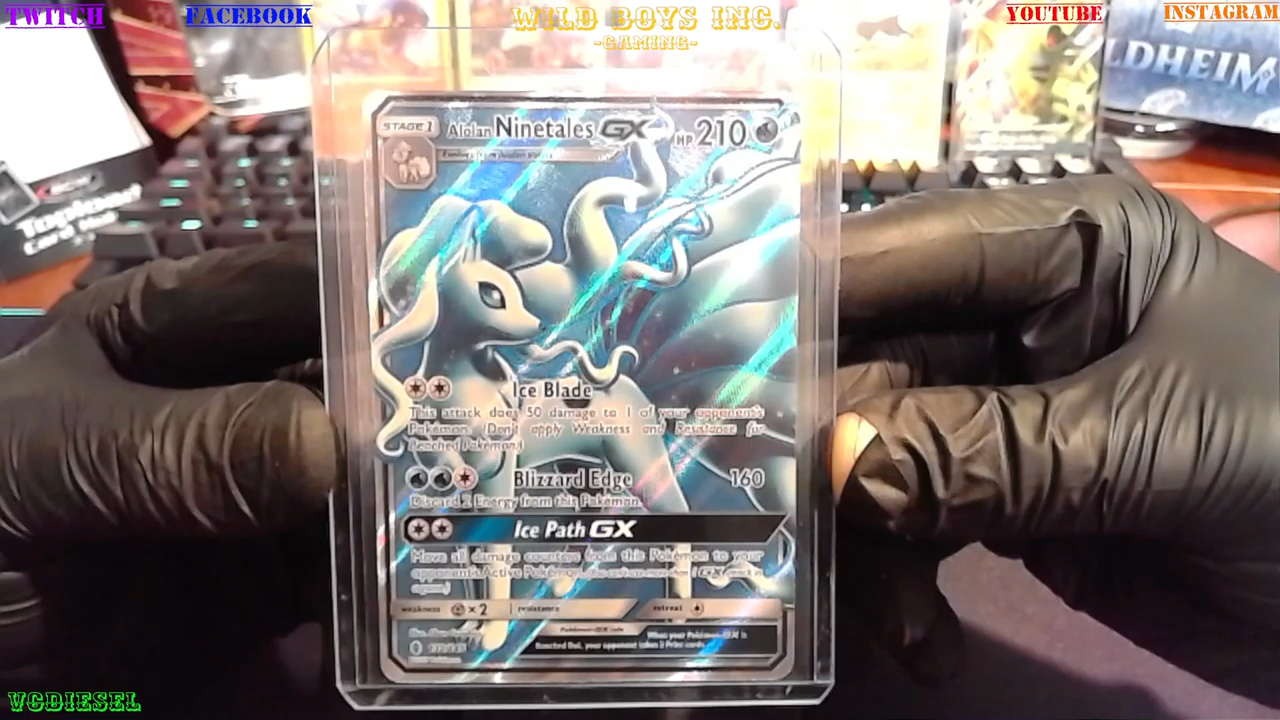 TWITCH
FACEBOOK
WILD BOYS INC.
-GAMING-
YOUTUBE
INSTAGRAM
LDHEIM
STAGE 1
Alolan Ninetales GX
HP 210
Ice Blade
This attack does 50 damage to 1 of your opponent's
Pokémon. (Don't apply Weakness and Resistance for
Benched Pokémon.)
Blizzard Edge 160
Discard 2 Energy from this Pokémon.
Ice Path GX
Move all damage counters from this Pokémon to your
opponent's Active Pokémon.
weakness ×2 resistance retreat
Pokémon-GX rule
When your Pokémon-GX is
Knocked Out, your opponent takes 2 Prize cards.
Toploader
VGDIESEL